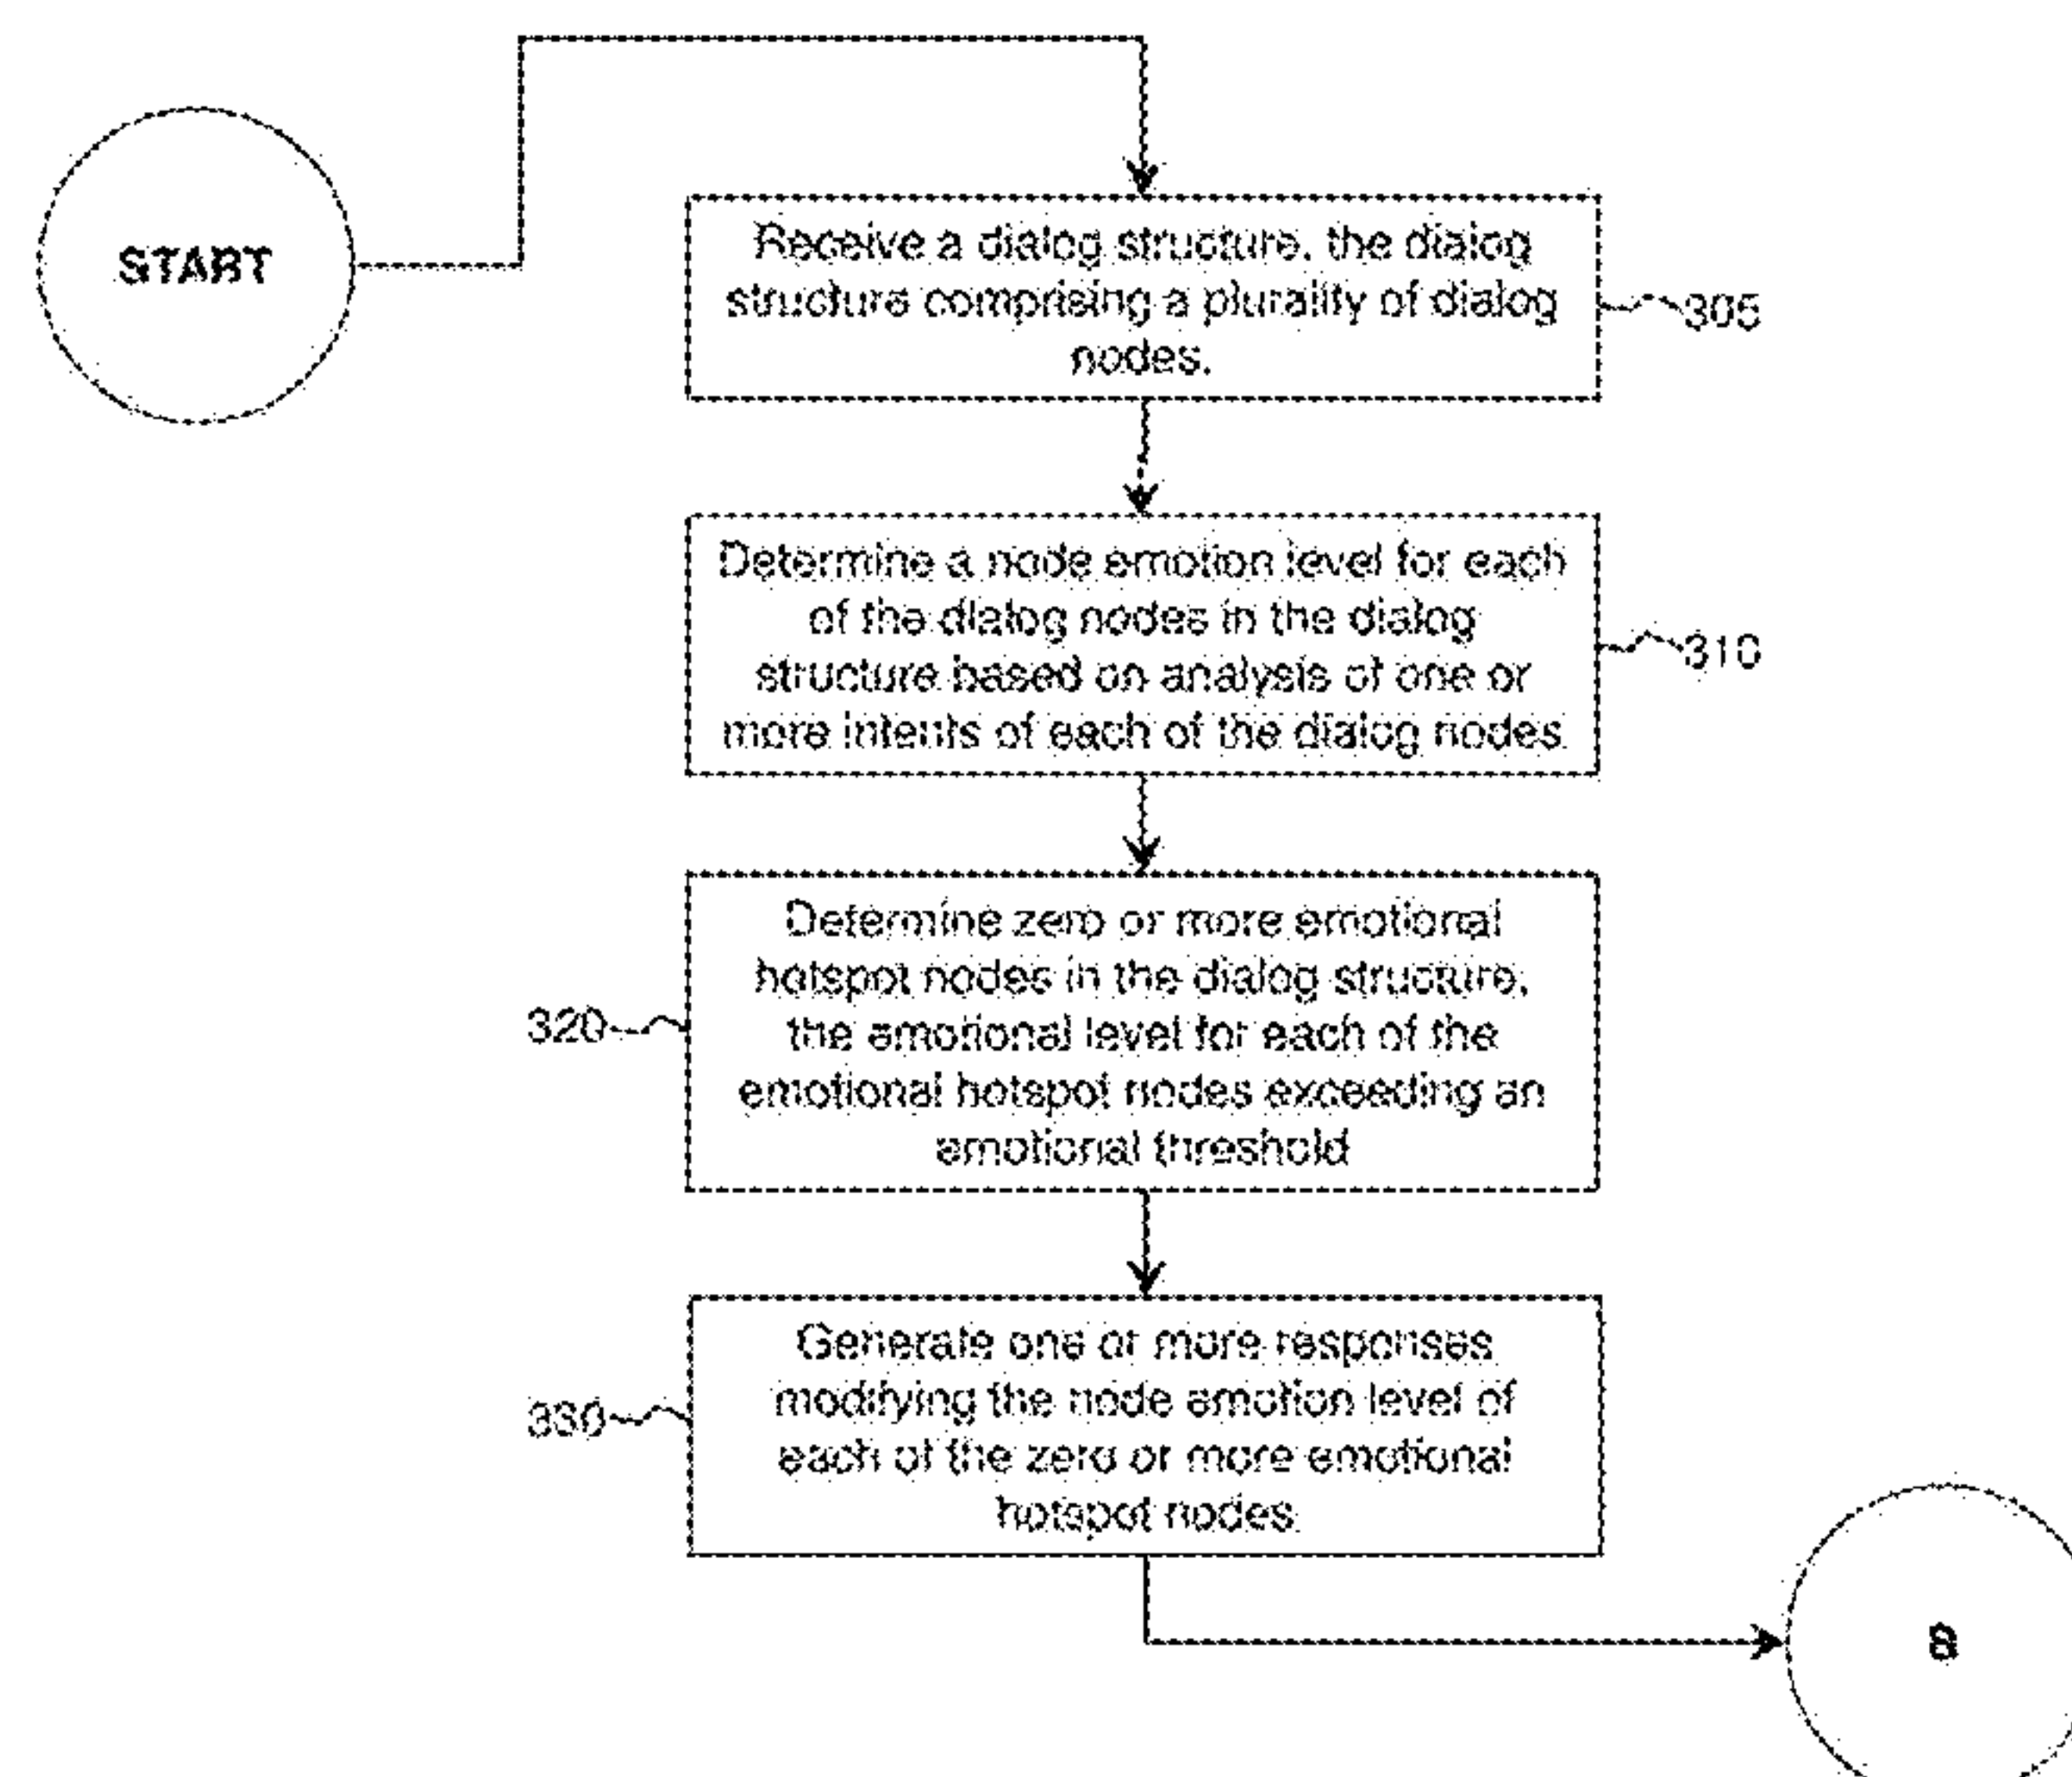 START
Receive a dialog structure, the dialog
structure comprising a plurality of dialog
nodes.
305
Determine a node emotion level for each
of the dialog nodes in the dialog
structure based on analysis of one or
more intents of each of the dialog nodes
310
Determine zero or more emotional
hotspot nodes in the dialog structure,
the emotional level for each of the
emotional hotspot nodes exceeding an
emotional threshold
320
Generate one or more responses
modifying the node emotion level of
each of the zero or more emotional
hotspot nodes
330